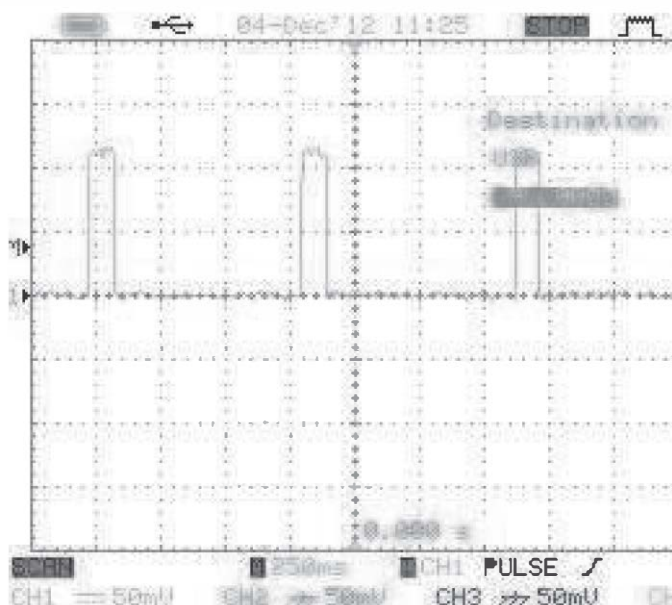 04-Dec'12 11:25 STOP
Destination
USB
M
1
0.000 s
SCAN M 250ms CH1 PULSE
CH1 50mV CH2 50mV CH3 50mV